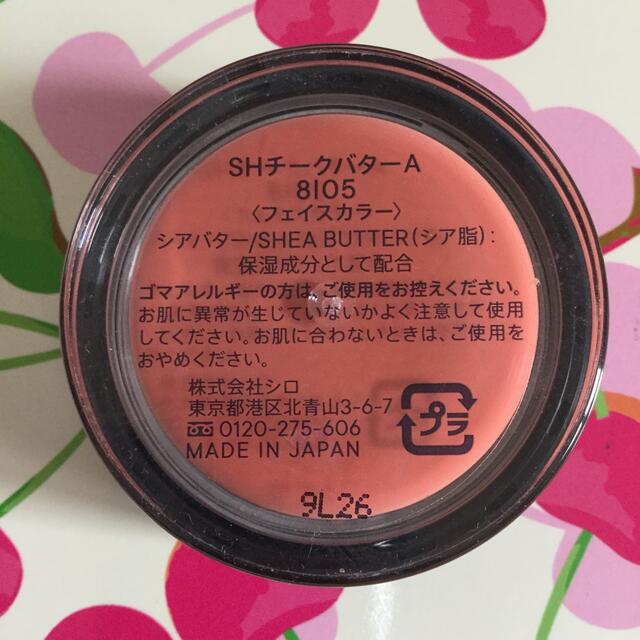 SHチークバターA
8I05
〈フェイスカラー〉
シアバター/SHEA BUTTER(シア脂):
保湿成分として配合
ゴマアレルギーの方は、ご使用をお控えください。
お肌に異常が生じていないかよく注意して使用
してください。お肌に合わないときは、ご使用を
おやめください。
株式会社シロ
東京都港区北青山3-6-7
0120-275-606
MADE IN JAPAN
プラ
9L26